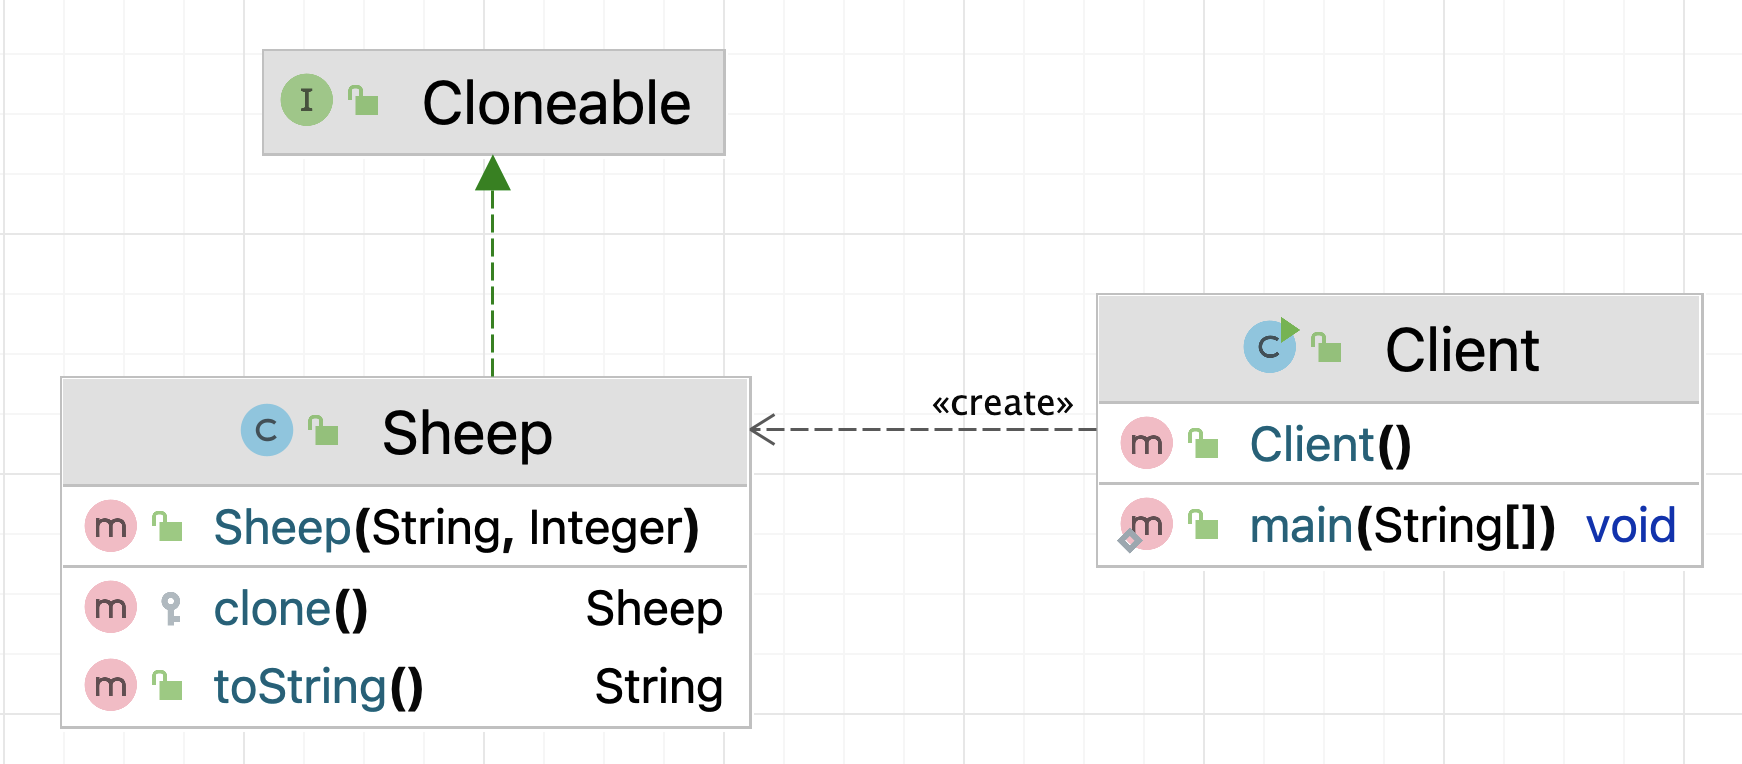 I Cloneable
C Sheep
m Sheep(String, Integer)
m clone() Sheep
m toString() String
«create»
C Client
m Client()
m main(String[]) void